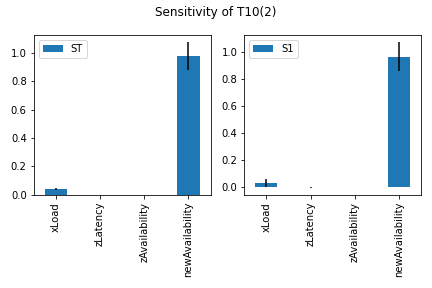 Sensitivity of T10(2)
ST
1.0
0.8
0.6
0.4
0.2
0.0
xLoad
zLatency
zAvailability
newAvailability
S1
1.0
0.8
0.6
0.4
0.2
0.0
xLoad
zLatency
zAvailability
newAvailability